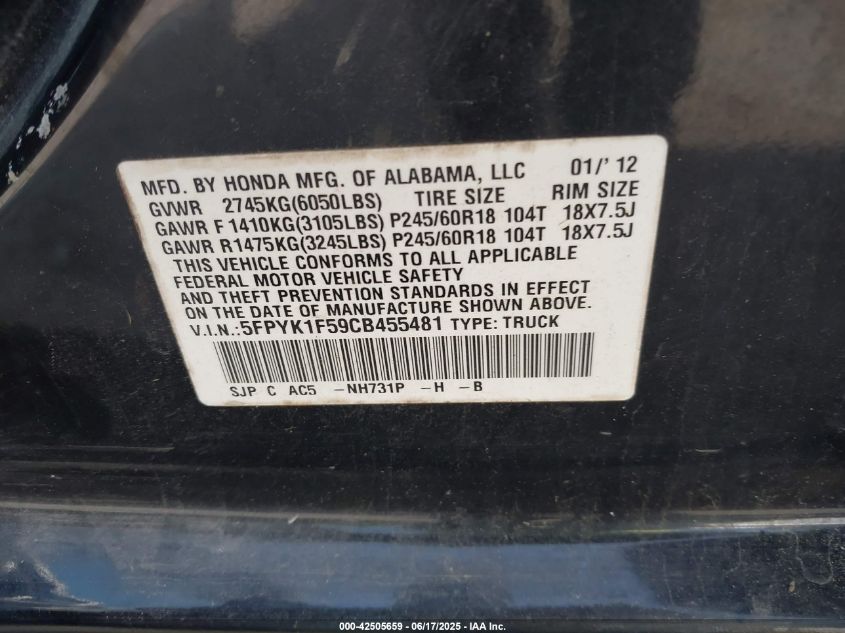 MFD. BY HONDA MFG. OF ALABAMA, LLC 01/' 12
GVWR 2745KG(6050LBS) TIRE SIZE RIM SIZE
GAWR F 1410KG(3105LBS) P245/60R18 104T 18X7.5J
GAWR R1475KG(3245LBS) P245/60R18 104T 18X7.5J
THIS VEHICLE CONFORMS TO ALL APPLICABLE
FEDERAL MOTOR VEHICLE SAFETY
AND THEFT PREVENTION STANDARDS IN EFFECT
ON THE DATE OF MANUFACTURE SHOWN ABOVE.
V.I.N.:5FPYK1F59CB455481 TYPE: TRUCK
SJP C AC5 -NH731P -H -B
000-42505659 - 06/17/2025 - IAA Inc.